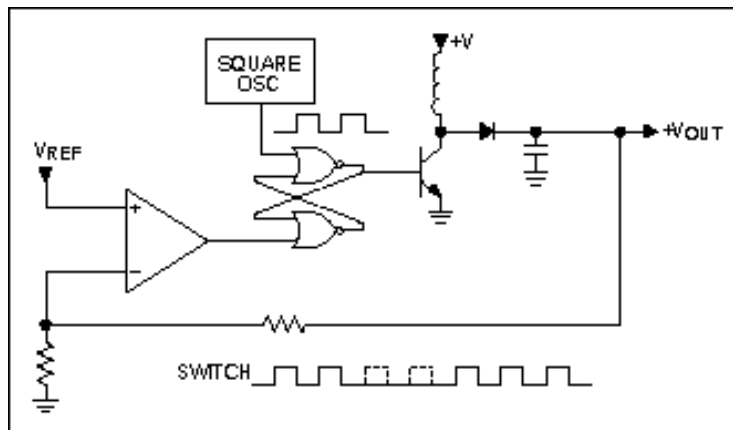 SQUARE
OSC
+V
VREF
+VOUT
+
−
SWITCH